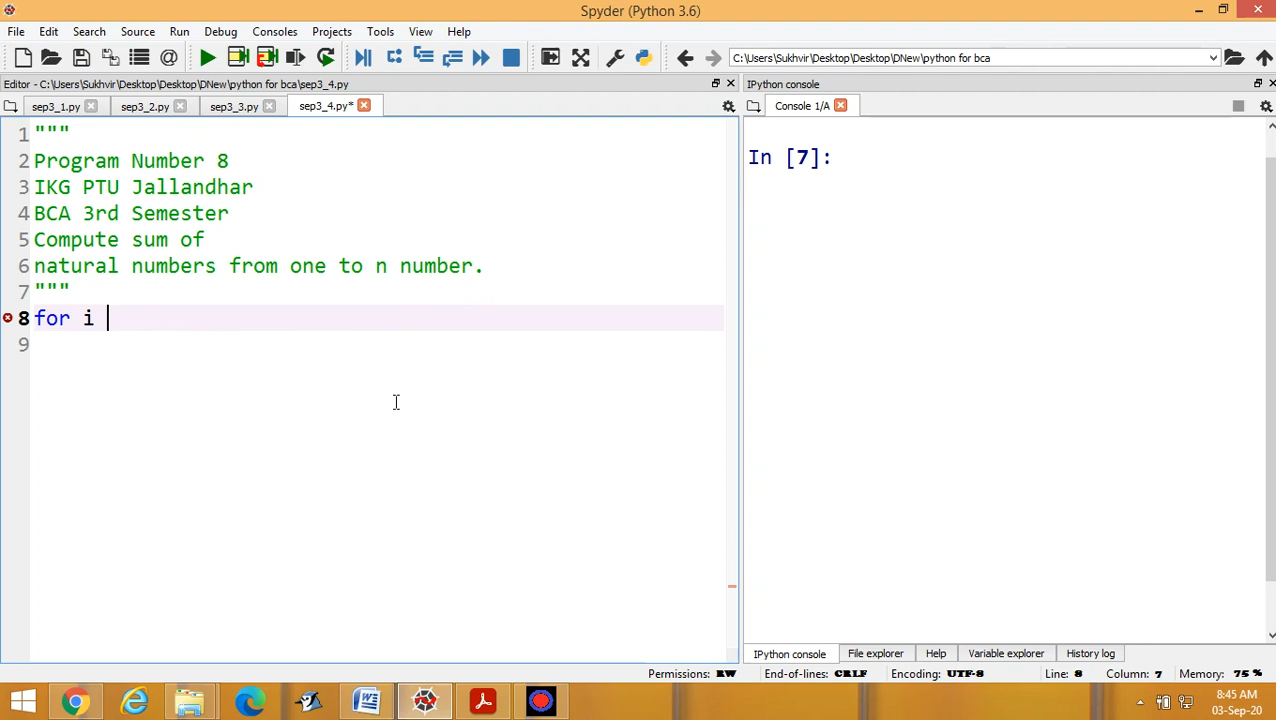 Spyder (Python 3.6)
File Edit Search Source Run Debug Consoles Projects Tools View Help
C:\Users\Sukhvir\Desktop\Desktop\DNew\python for bca
Editor - C:\Users\Sukhvir\Desktop\Desktop\DNew\python for bca\sep3_4.py
IPython console
sep3_1.py sep3_2.py sep3_3.py sep3_4.py*
Console 1/A
1 """
2 Program Number 8
3 IKG PTU Jallandhar
4 BCA 3rd Semester
5 Compute sum of
6 natural numbers from one to n number.
7 """
8 for i
9
In [7]:
IPython console File explorer Help Variable explorer History log
Permissions: RW End-of-lines: CRLF Encoding: UTF-8 Line: 8 Column: 7 Memory: 75 %
8:45 AM
03-Sep-20